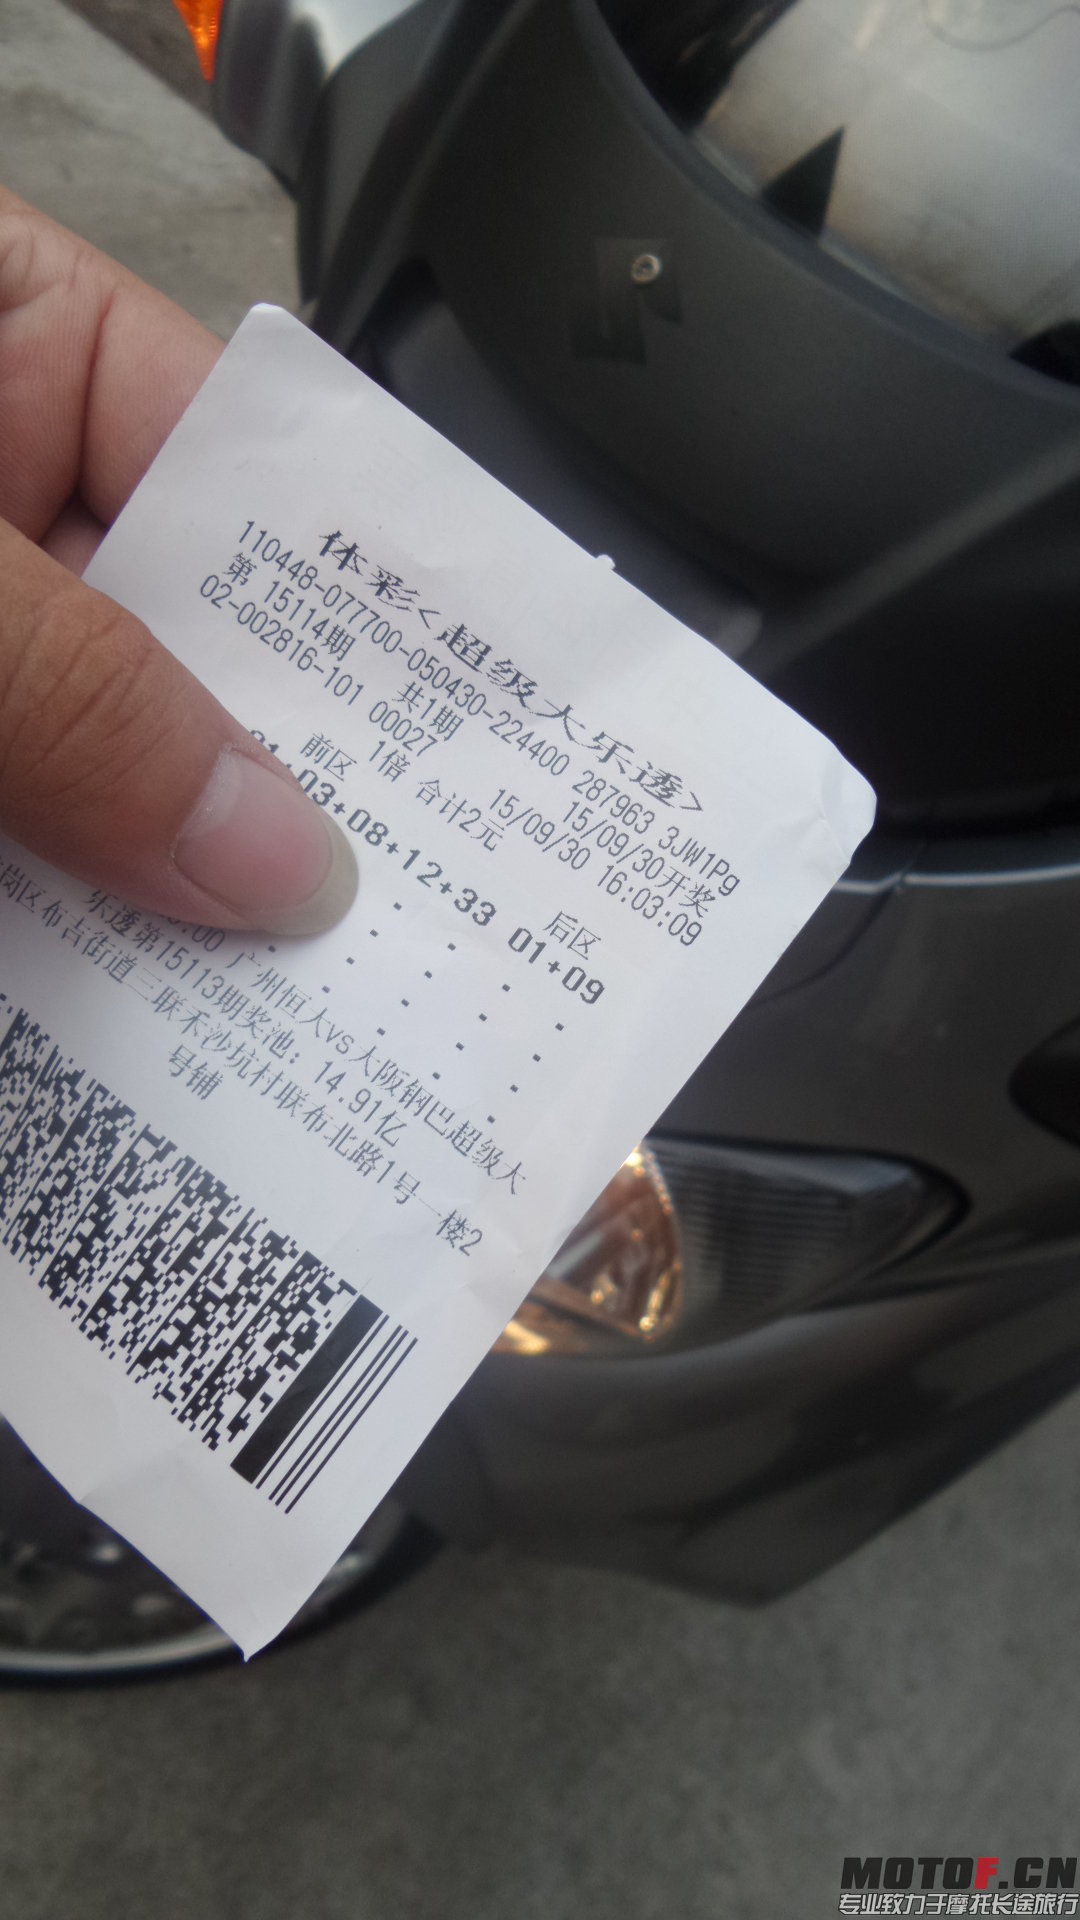 体彩<超级大乐透>
110448-077700-050430-224400 287963 3JW1Pg
第 15114期 共1期 15/09/30开奖
02-002816-101 00027 15/09/30 16:03:09
1倍 合计2元
前区 后区
03+08+12+33 01+09
:00 广州恒大vs大阪钢巴超级大
乐透第15113期奖池: 14.91亿
岗区布吉街道三联禾沙坑村联布北路1号一楼2
号铺
MOTOF.CN
专业致力于摩托长途旅行